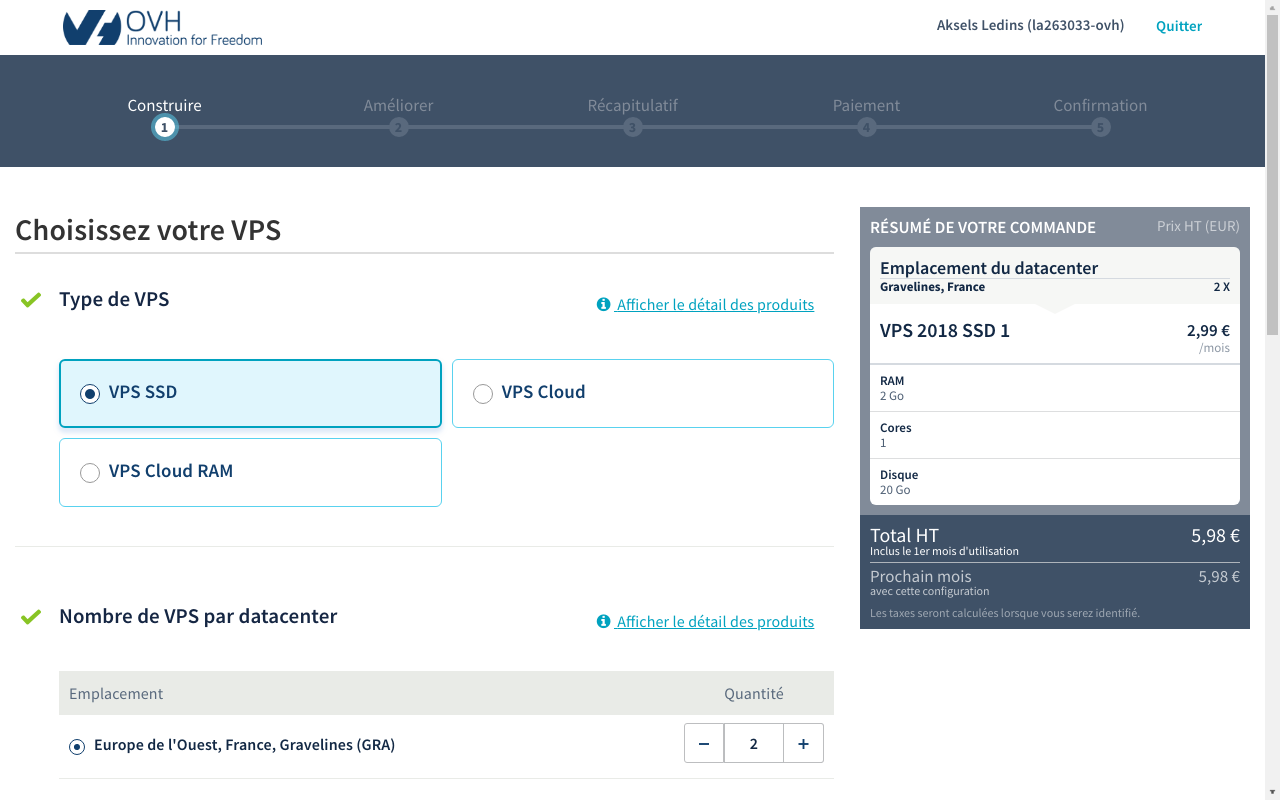 OVH
Innovation for Freedom
Aksels Ledins (la263033-ovh)
Quitter
Construire
Améliorer
Récapitulatif
Paiement
Confirmation
1
2
3
4
5
Choisissez votre VPS
Type de VPS
Afficher le détail des produits
VPS SSD
VPS Cloud
VPS Cloud RAM
Nombre de VPS par datacenter
Afficher le détail des produits
Emplacement
Quantité
Europe de l'Ouest, France, Gravelines (GRA)
− 2 +
RÉSUMÉ DE VOTRE COMMANDE
Prix HT (EUR)
Emplacement du datacenter
Gravelines, France
2 X
VPS 2018 SSD 1
2,99 €
/mois
RAM
2 Go
Cores
1
Disque
20 Go
Total HT
5,98 €
Inclus le 1er mois d'utilisation
Prochain mois
5,98 €
avec cette configuration
Les taxes seront calculées lorsque vous serez identifié.